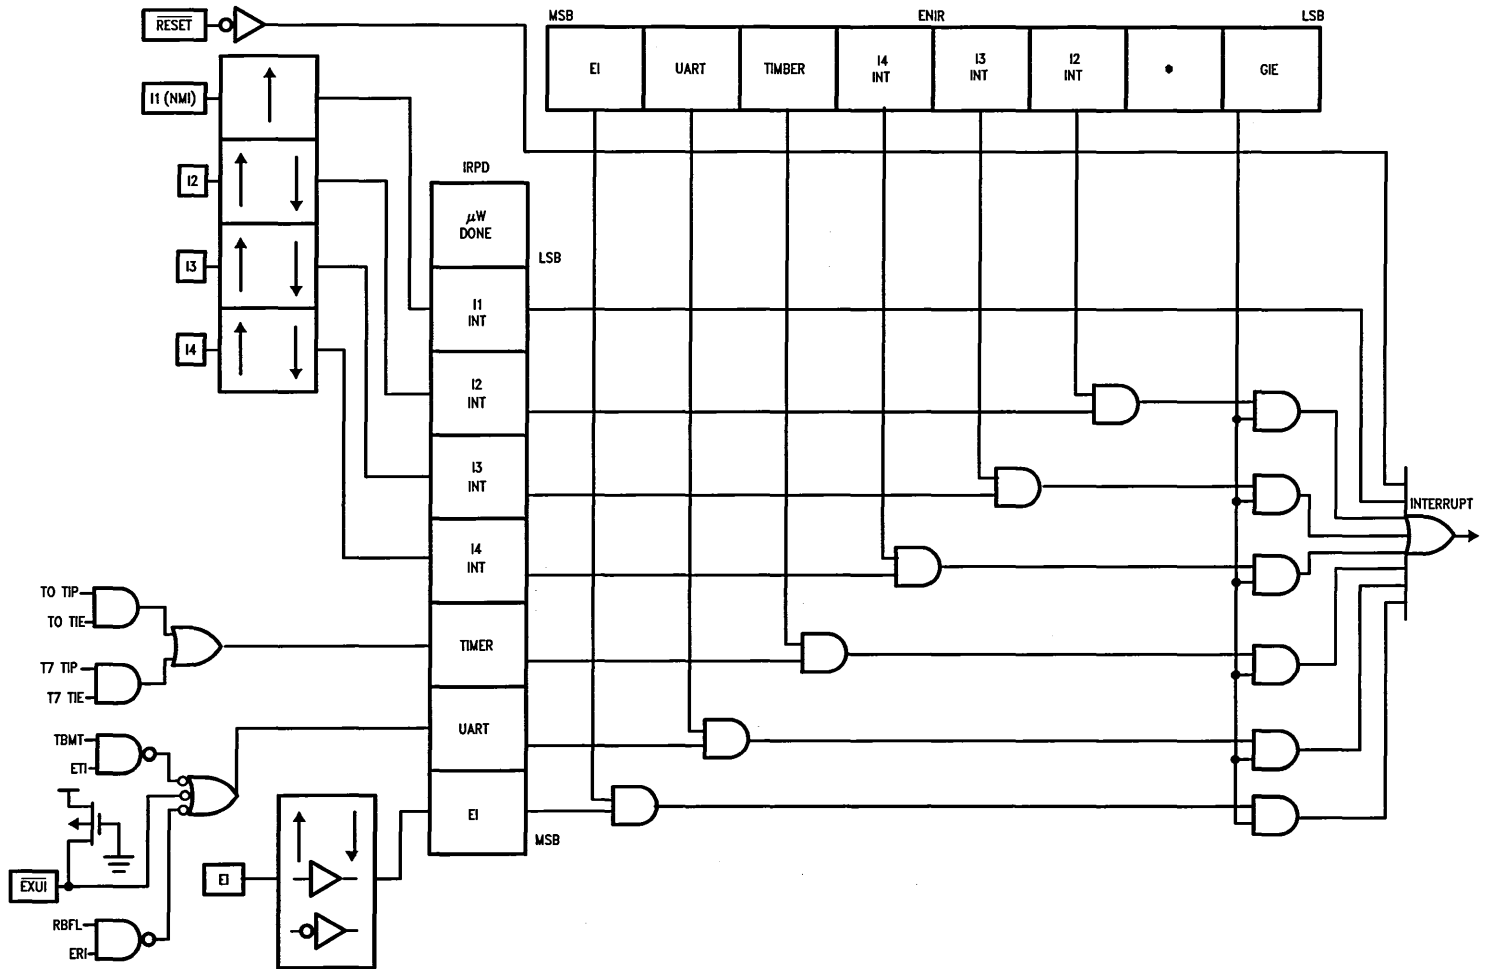 RESET
MSB
ENIR
LSB
EI
UART
TIMBER
I4
INT
I3
INT
I2
INT
*
GIE
I1 (NMI)
I2
I3
I4
IRPD
μW
DONE
LSB
I1
INT
I2
INT
I3
INT
I4
INT
TIMER
UART
EI
MSB
INTERRUPT
T0 TIP
T0 TIE
T7 TIP
T7 TIE
TBMT
ETI
EXUI
RBFL
ERI
EI